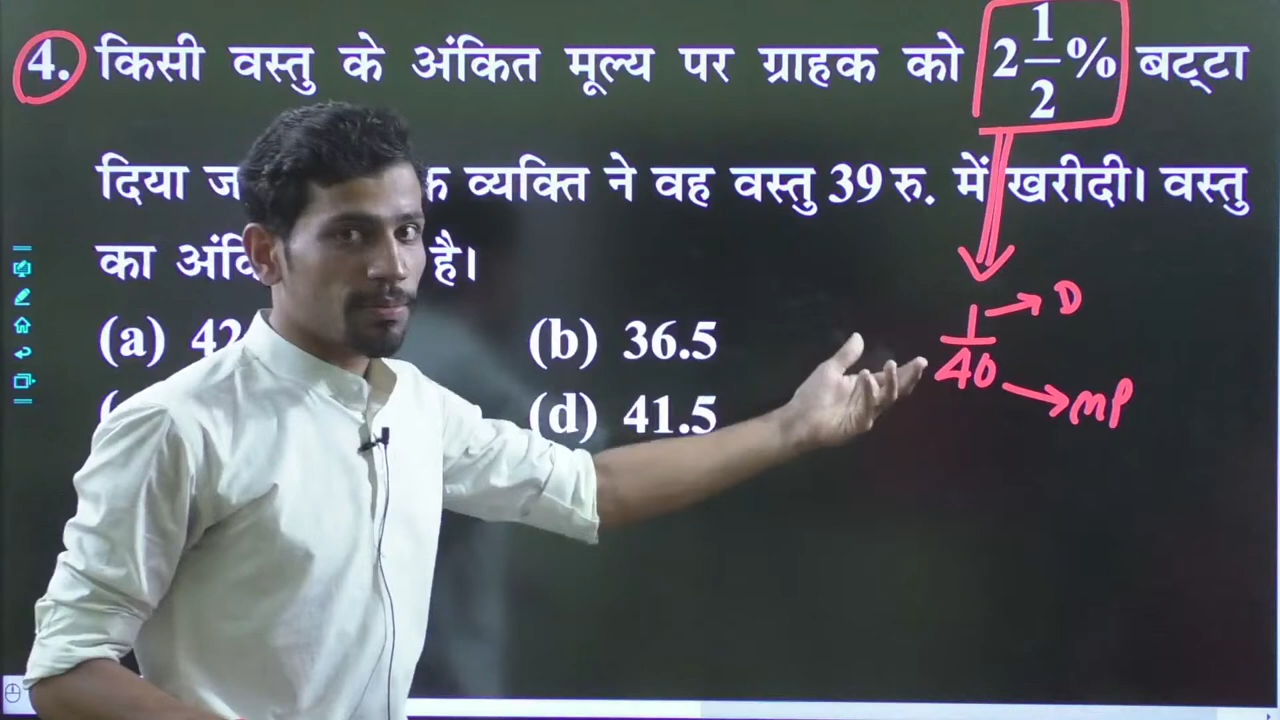 4. किसी वस्तु के अंकित मूल्य पर ग्राहक को 2 1/2% बट्टा
दिया व्यक्ति ने वह वस्तु 39 रु. में खरीदी। वस्तु
का है।
(a) 42 (b) 36.5
(d) 41.5
1/40 → D
→ MP